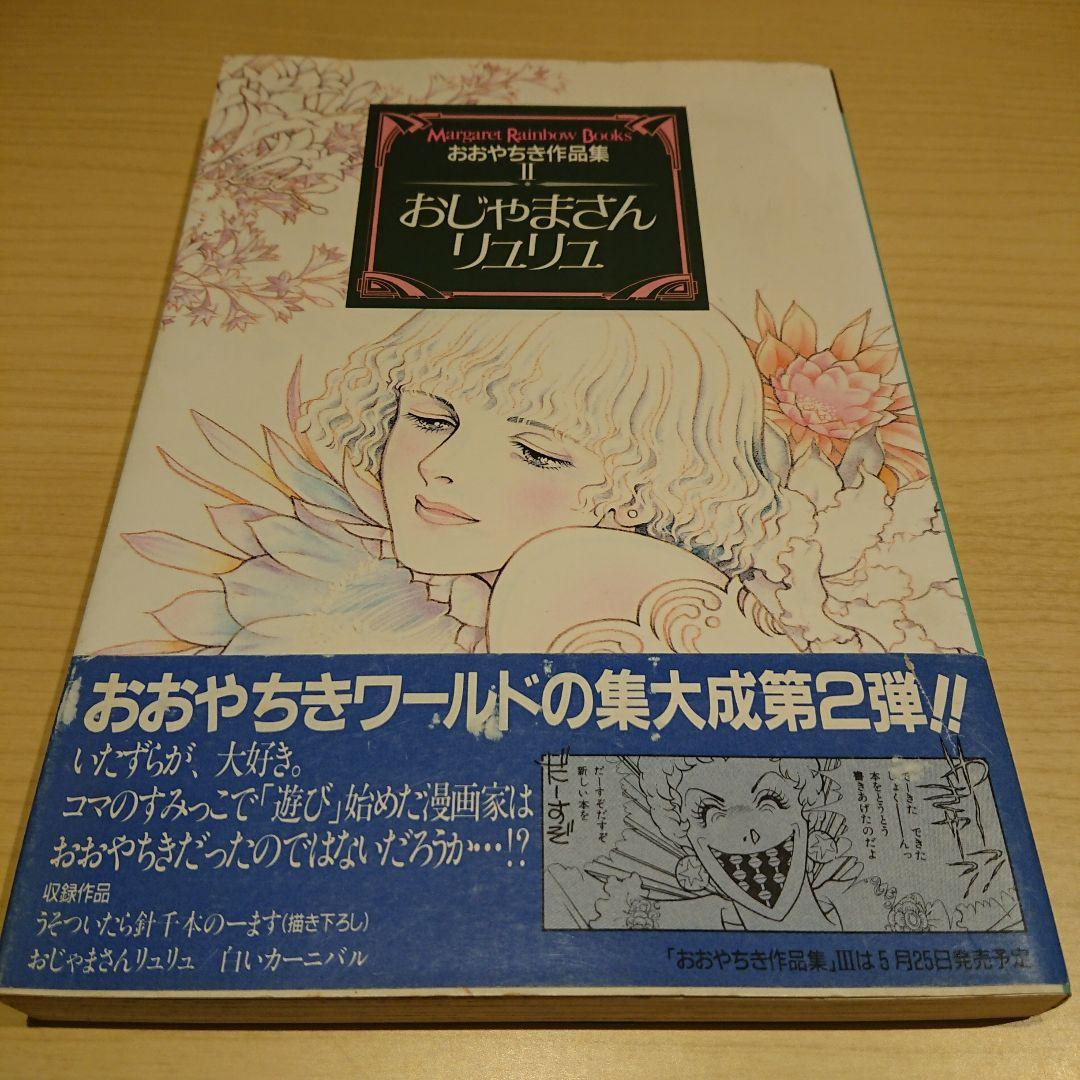 Margaret Rainbow Books
おおやちき作品集
II
おじゃまさん
リュリュ
おおやちきワールドの集大成第2弾!!
いたずらが、大好き。
コマのすみっこで「遊び」始めた漫画家は
おおやちきだったのではないだろうか…!?
収録作品
うそついたら針千本のーます(描き下ろし)
おじゃまさんリュリュ 白いカーニバル
でーきた できた
しょくーーーんっ
本をとうとう
書きあげたのだよ
だーすぞだすぞ
新しい本を
だーすぞ
「おおやちき作品集」IIIは5月25日発売予定